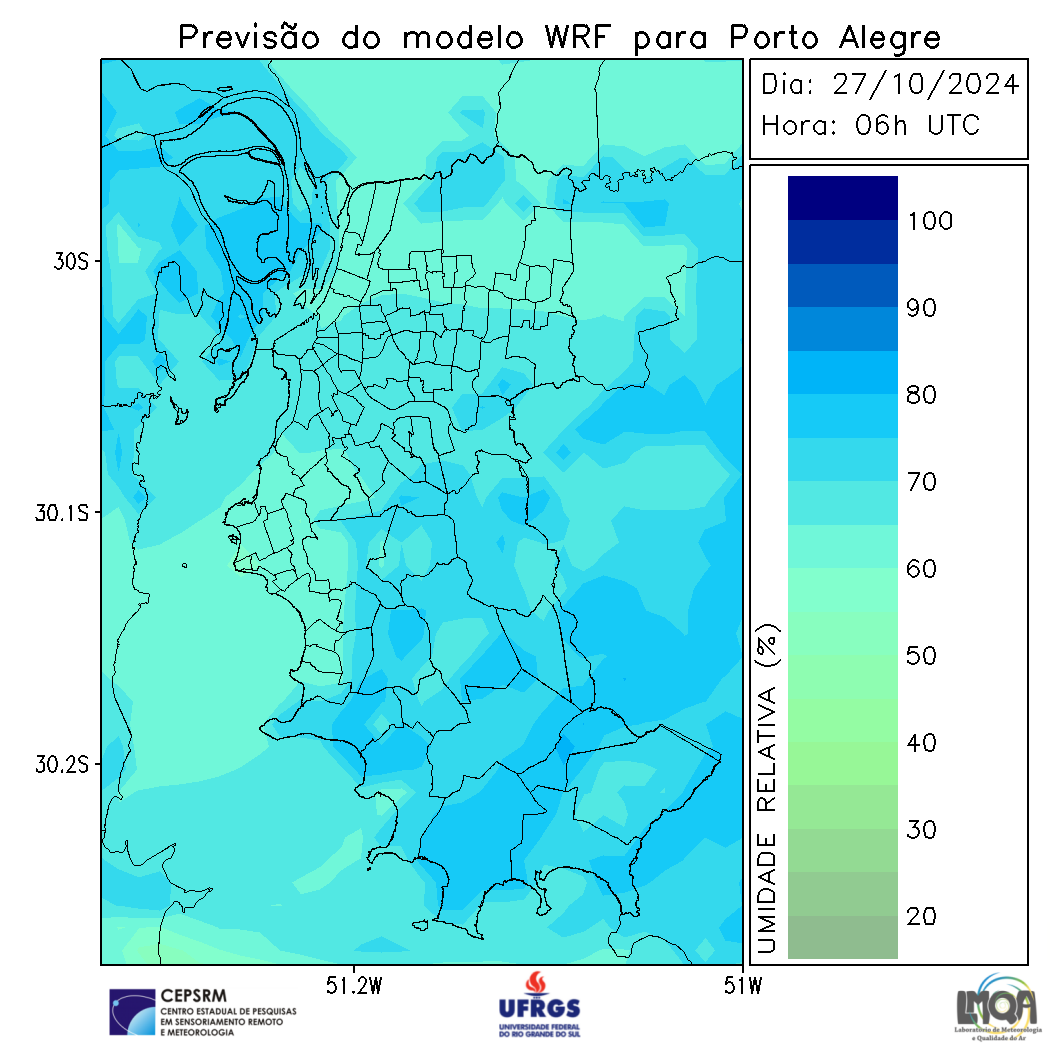 Previsão do modelo WRF para Porto Alegre
Dia: 27/10/2024
Hora: 06h UTC
100
90
80
70
60
50
40
30
20
UMIDADE RELATIVA (%)
30S
30.1S
30.2S
51.2W
51W
CEPSRM
CENTRO ESTADUAL DE PESQUISAS
EM SENSORIAMENTO REMOTO
E METEOROLOGIA
UFRGS
UNIVERSIDADE FEDERAL
DO RIO GRANDE DO SUL
LMQA
Laboratório de Meteorologia
e Qualidade do Ar